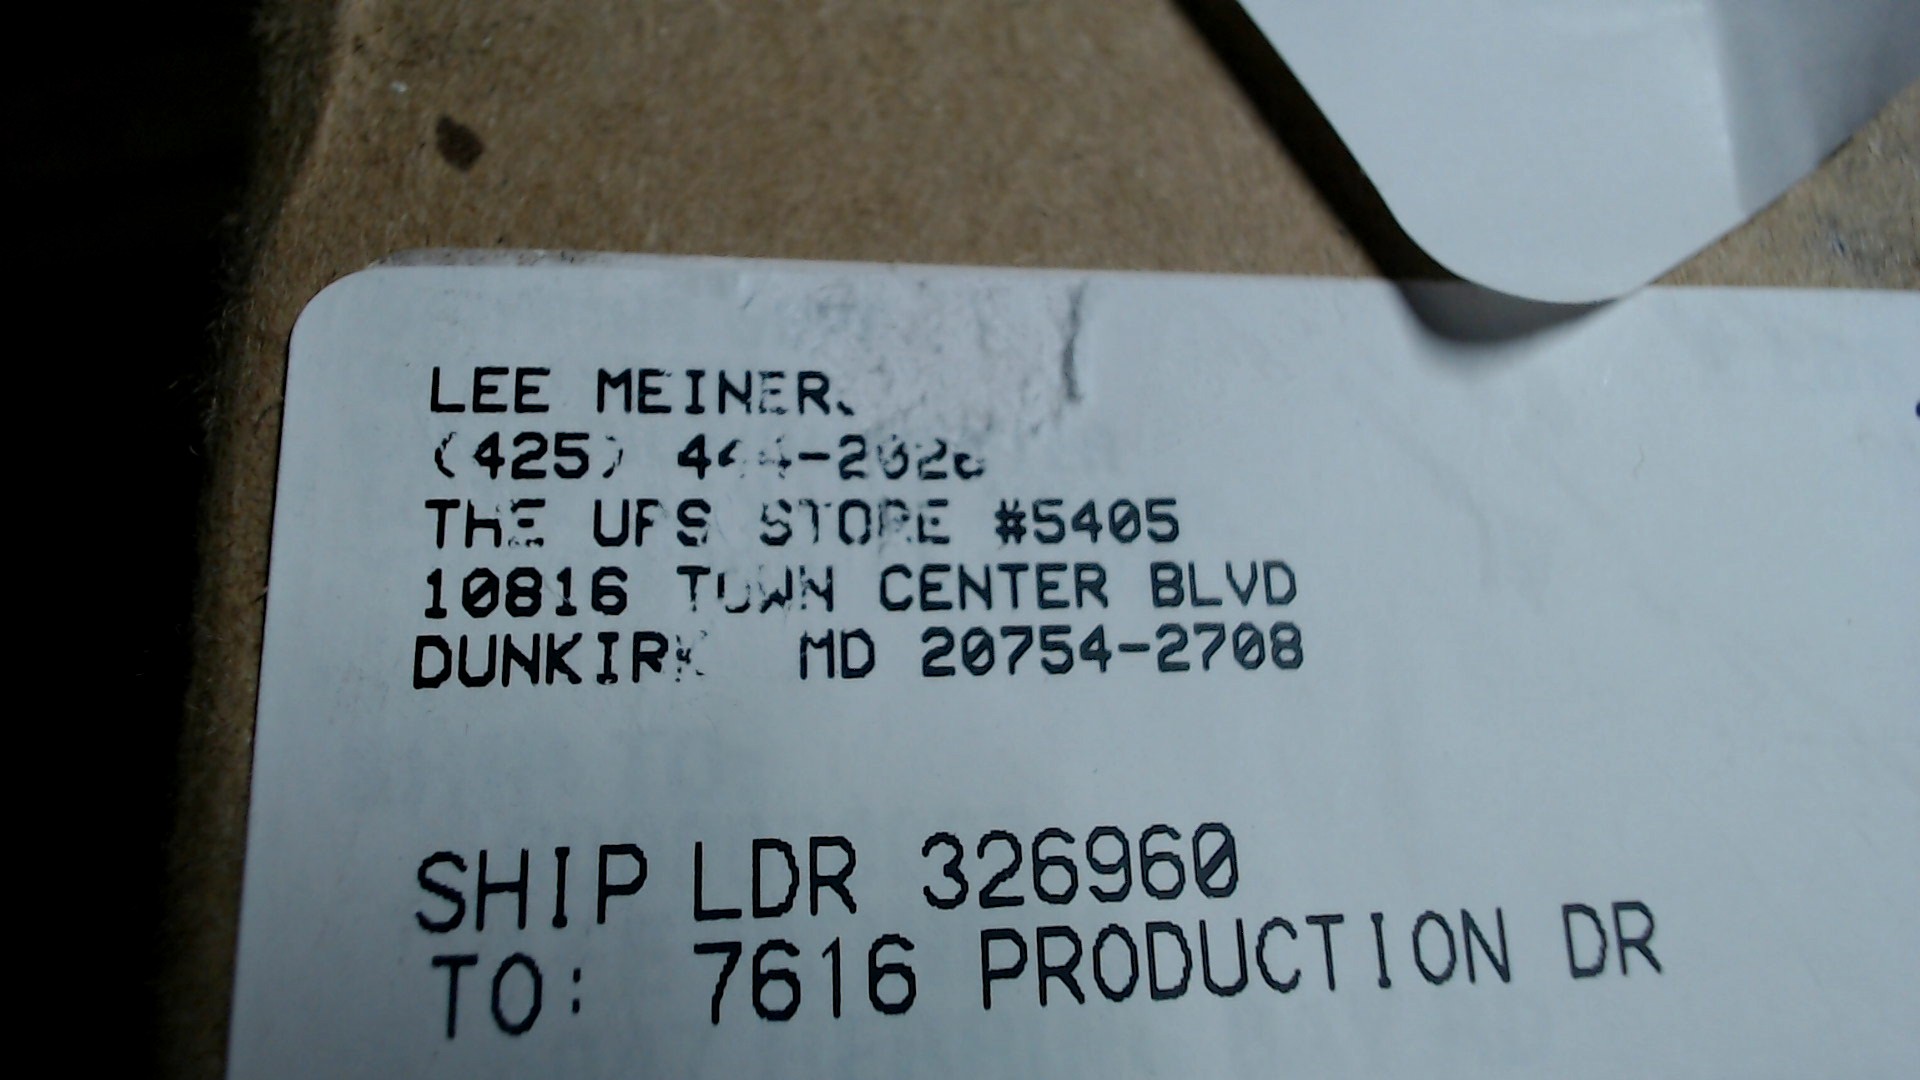 LEE
(425)
THE UPS STORE #5405
10816 TOWN CENTER BLVD
DUNKIRK MD 20754-2708
SHIP LDR 326960
TO: 7616 PRODUCTION DR